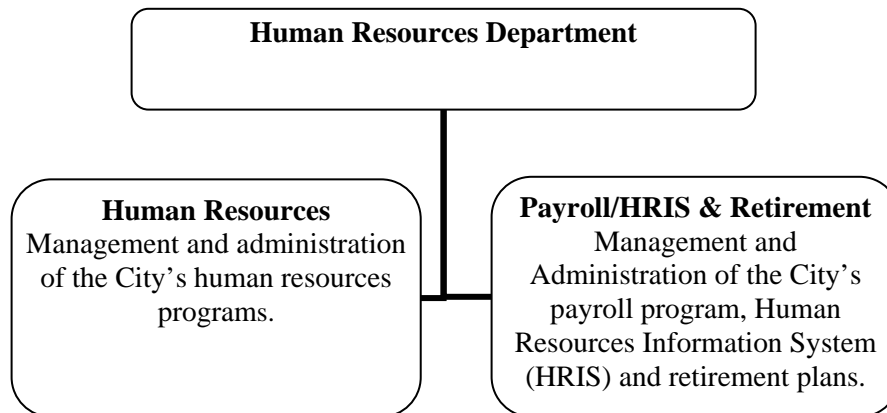 Human Resources Department
Human Resources
Management and administration
of the City’s human resources
programs.
Payroll/HRIS & Retirement
Management and
Administration of the City’s
payroll program, Human
Resources Information System
(HRIS) and retirement plans.